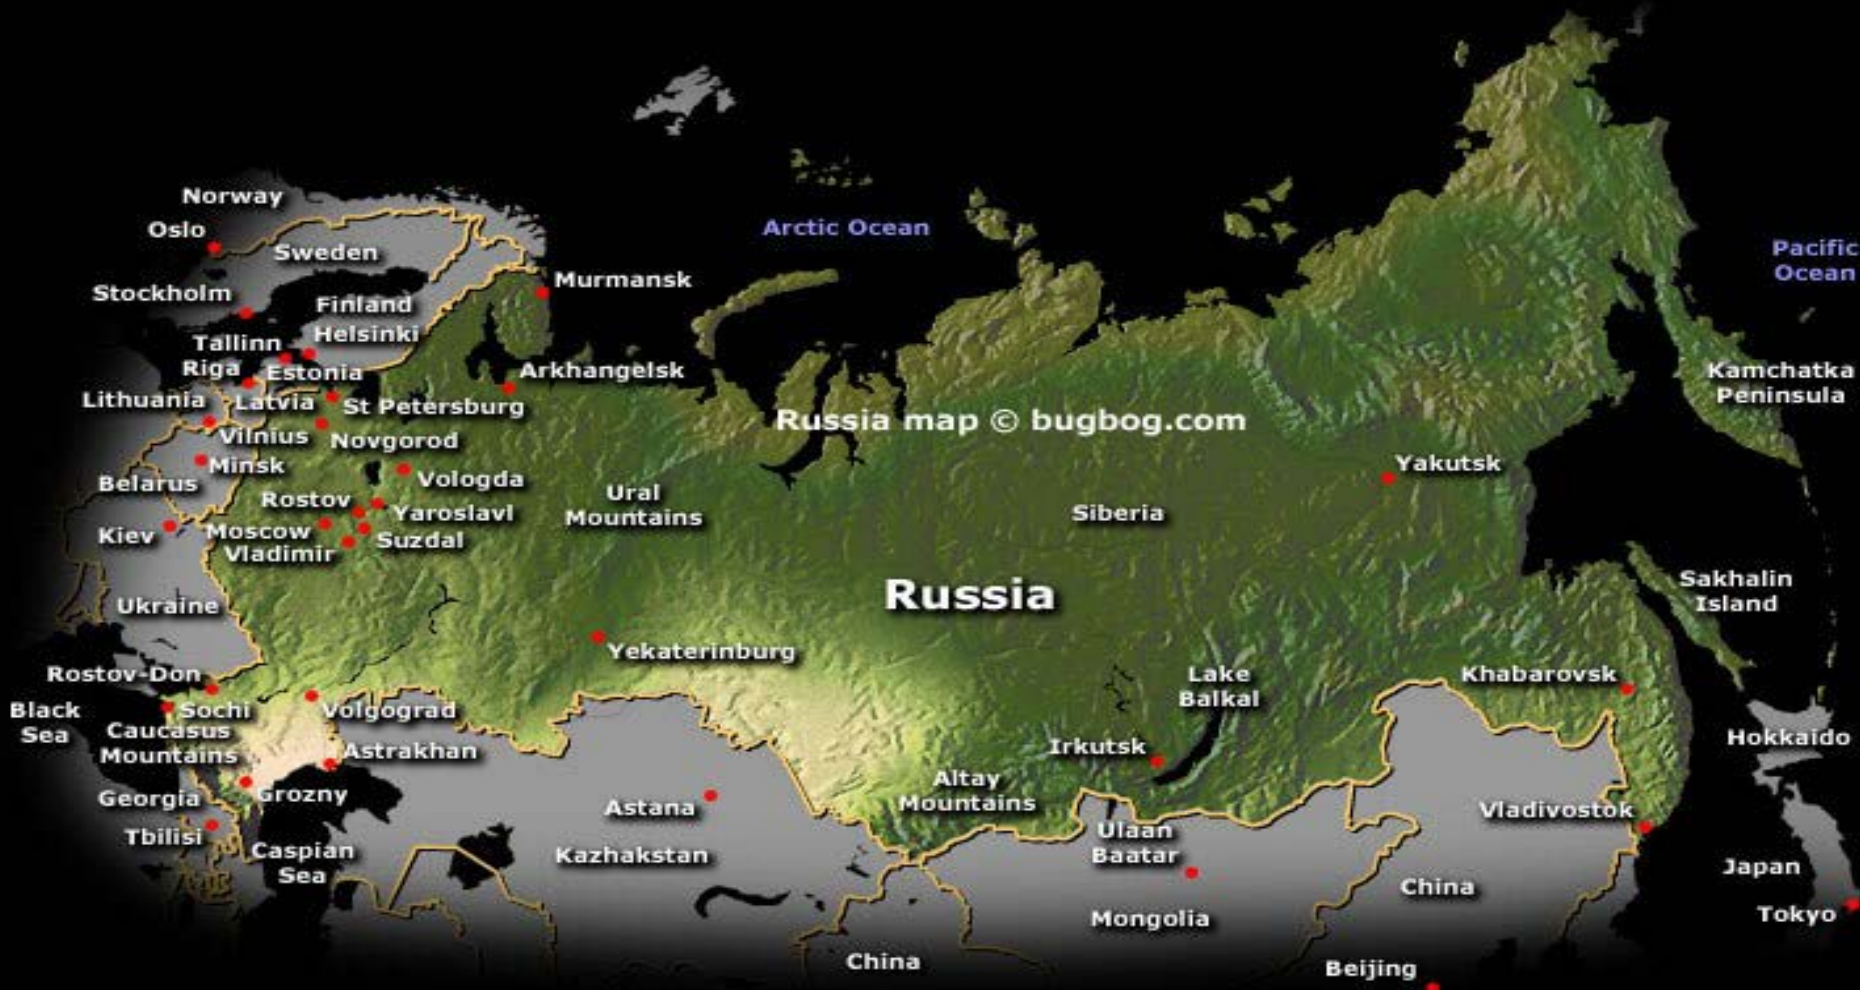 Norway
Oslo
Arctic Ocean
Pacific
Ocean
Sweden
Murmansk
Stockholm
Finland
Helsinki
Tallinn
Riga
Estonia
Arkhangelsk
Kamchatka
Peninsula
Lithuania
Latvia
St Petersburg
Russia map © bugbog.com
Vilnius
Novgorod
Minsk
Yakutsk
Belarus
Vologda
Ural
Mountains
Rostov
Yaroslavl
Siberia
Kiev
Moscow
Suzdal
Vladimir
Ukraine
Russia
Sakhalin
Island
Yekaterinburg
Rostov-Don
Lake
Balkal
Khabarovsk
Black
Sea
Sochi
Volgograd
Caucasus
Mountains
Astrakhan
Irkutsk
Hokkaido
Georgia
Grozny
Astana
Altay
Mountains
Vladivostok
Tbilisi
Ulaan
Baatar
Caspian
Sea
Kazhakstan
China
Japan
Mongolia
Tokyo
China
Beijing